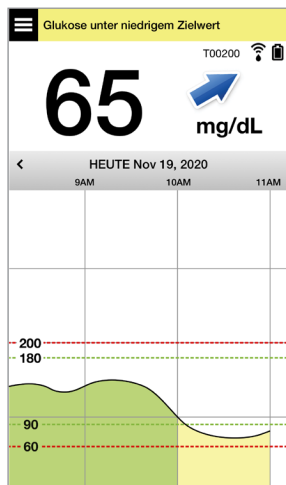 Glukose unter niedrigem Zielwert
T00200
65
mg/dL
HEUTE Nov 19, 2020
9AM 10AM 11AM
200
180
90
60